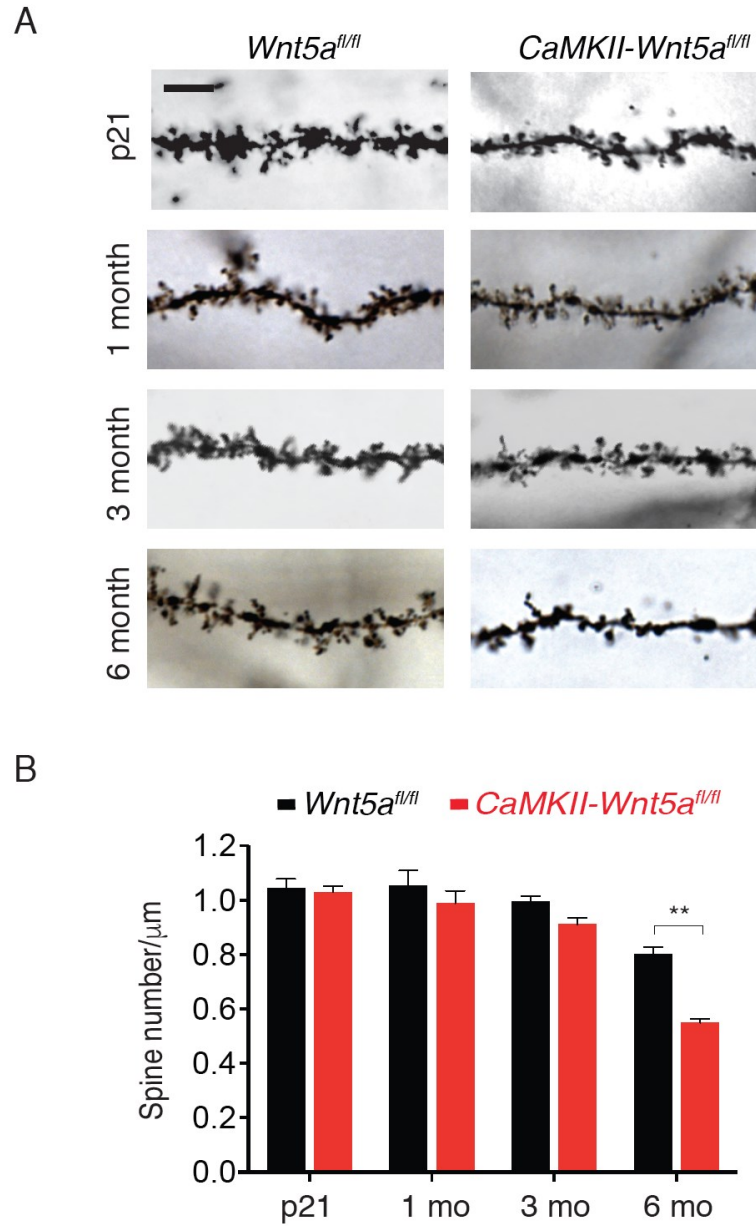 A
Wnt5a^fl/fl CaMKII-Wnt5a^fl/fl
p21
1 month
3 month
6 month
B
Wnt5a^fl/fl CaMKII-Wnt5a^fl/fl
Spine number/μm
1.2
1.0
0.8
0.6
0.4
0.2
0.0
**
p21 1 mo 3 mo 6 mo